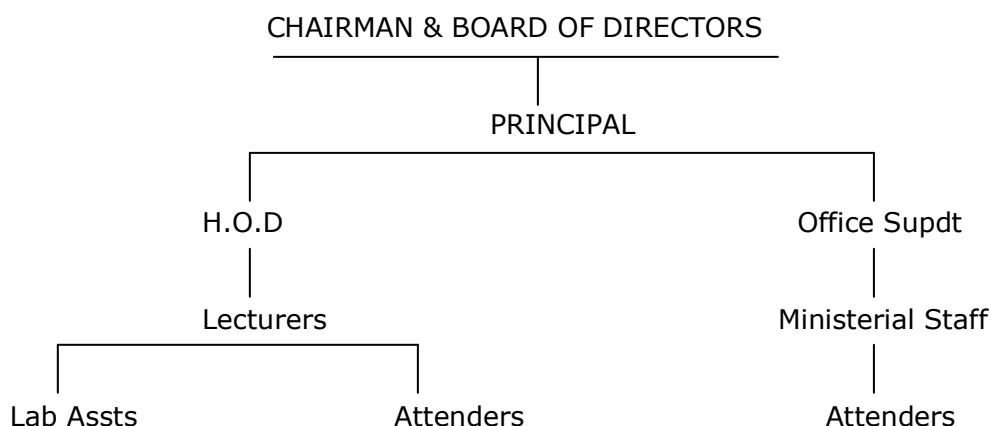 CHAIRMAN & BOARD OF DIRECTORS
PRINCIPAL
H.O.D
Office Supdt
Lecturers
Ministerial Staff
Lab Assts
Attenders
Attenders